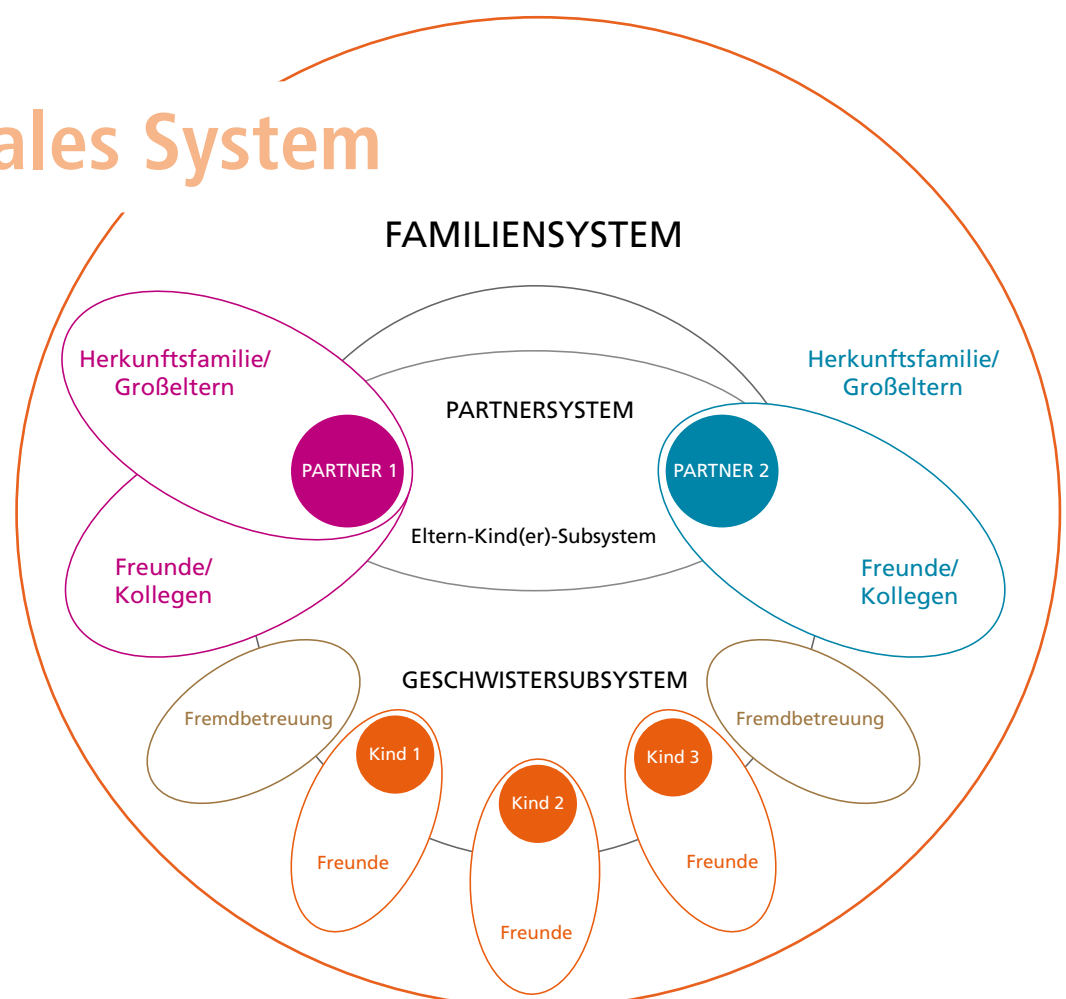 ales System
FAMILIENSYSTEM
Herkunftsfamilie/
Großeltern
Herkunftsfamilie/
Großeltern
PARTNERSYSTEM
PARTNER 1
PARTNER 2
Eltern-Kind(er)-Subsystem
Freunde/
Kollegen
Freunde/
Kollegen
GESCHWISTERSUBSYSTEM
Fremdbetreuung
Fremdbetreuung
Kind 1
Kind 2
Kind 3
Freunde
Freunde
Freunde